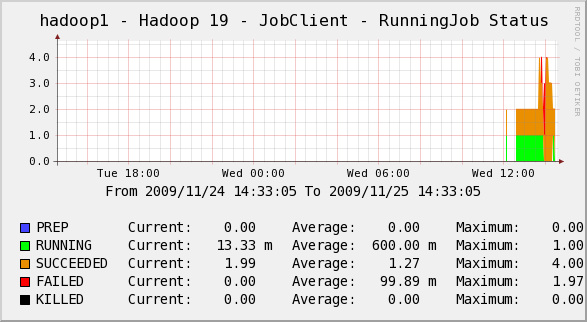 hadoop1 - Hadoop 19 - JobClient - RunningJob Status
RRDTOOL / TOBI OETIKER
4.0
3.0
2.0
1.0
0.0
Tue 18:00 Wed 00:00 Wed 06:00 Wed 12:00
From 2009/11/24 14:33:05 To 2009/11/25 14:33:05
PREP Current: 0.00 Average: 0.00 Maximum: 0.00
RUNNING Current: 13.33 m Average: 600.00 m Maximum: 1.00
SUCCEEDED Current: 1.99 Average: 1.27 Maximum: 4.00
FAILED Current: 0.00 Average: 99.89 m Maximum: 1.97
KILLED Current: 0.00 Average: 0.00 Maximum: 0.00